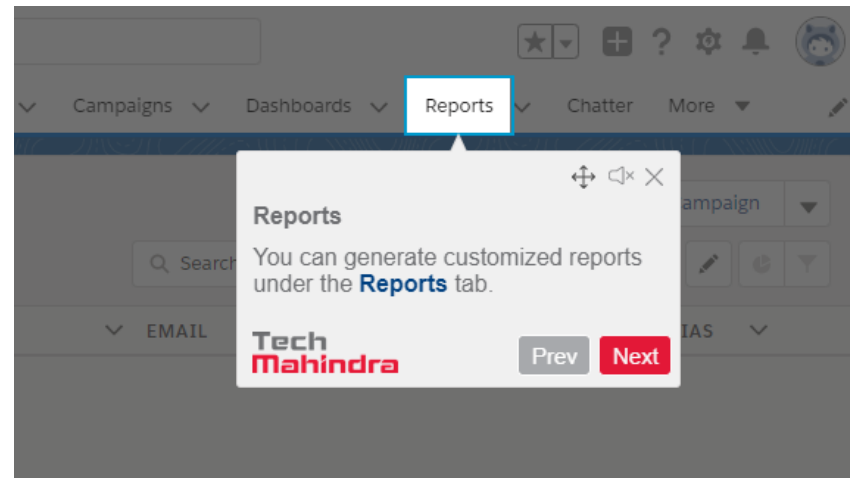 Campaigns Dashboards Reports Chatter More
ampaign
Reports
Search
You can generate customized reports
under the Reports tab.
EMAIL IAS
Tech
Mahindra
Prev Next